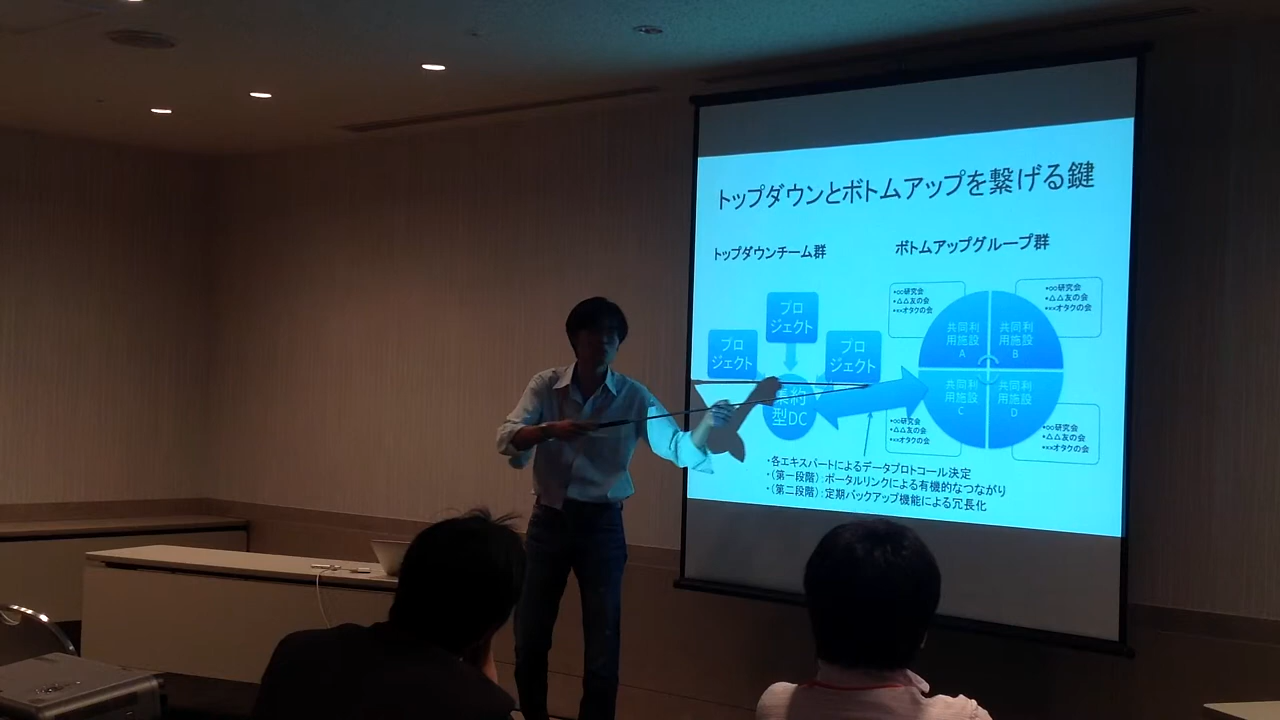 トップダウンとボトムアップを繋げる鍵
トップダウンチーム群
ボトムアップグループ群
プロ
ジェクト
プロ
ジェクト
プロ
ジェクト
集約
型DC
•○○研究会
•△△友の会
•××オタクの会
•○○研究会
•△△友の会
•××オタクの会
共同利
用施設
A
共同利
用施設
B
共同利
用施設
C
共同利
用施設
D
•○○研究会
•△△友の会
•××オタクの会
•○○研究会
•△△友の会
•××オタクの会
・各エキスパートによるデータプロトコール決定
・(第一段階):ポータルリンクによる有機的なつながり
・(第二段階):定期バックアップ機能による冗長化